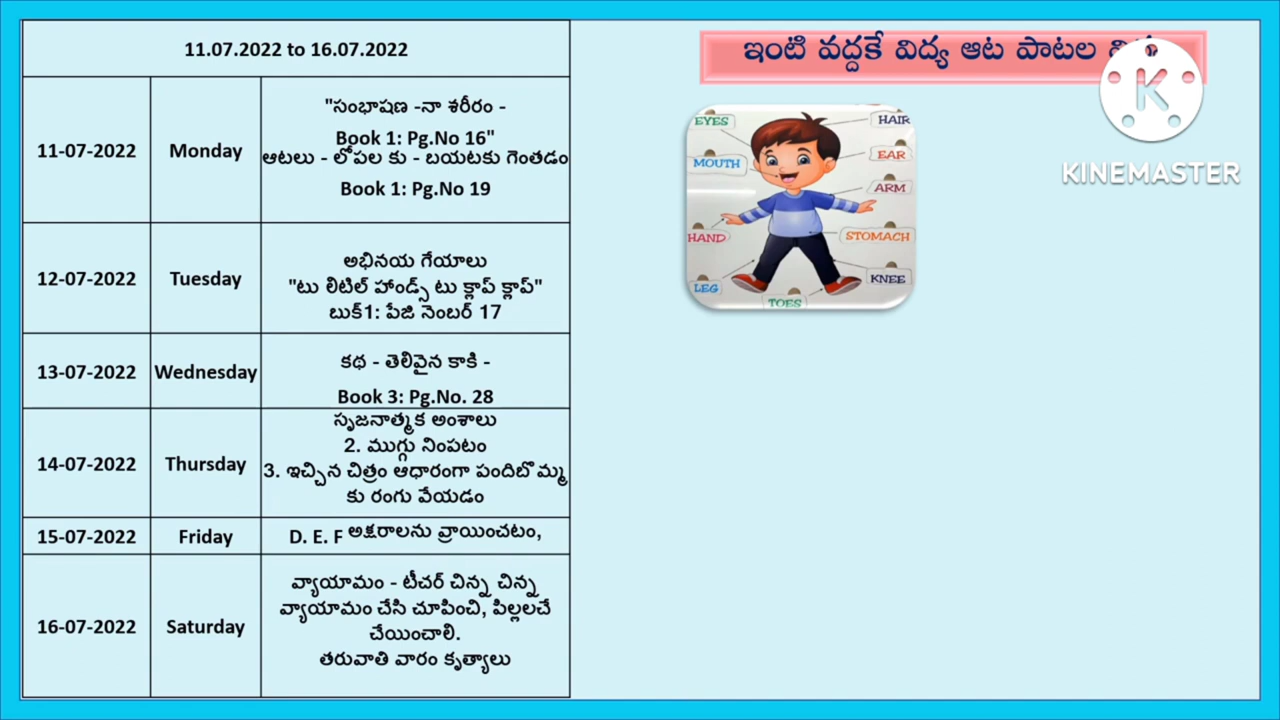 11.07.2022 to 16.07.2022
11-07-2022
Monday
"సంభాషణ -నా శరీరం -
Book 1: Pg.No 16"
ఆటలు - లోపల కు - బయటకు గెంతడం
Book 1: Pg.No 19
12-07-2022
Tuesday
అభినయ గేయాలు
"టు లిటిల్ హాండ్స్ టు క్లాప్ క్లాప్"
బుక్1: పేజి నెంబర్ 17
13-07-2022
Wednesday
కథ - తెలివైన కాకి -
Book 3: Pg.No. 28
14-07-2022
Thursday
సృజనాత్మక అంశాలు
2. ముగ్గు నింపటం
3. ఇచ్చిన చిత్రం ఆధారంగా పందిబొమ్మ
కు రంగు వేయడం
15-07-2022
Friday
D. E. F అక్షరాలను వ్రాయించటం,
16-07-2022
Saturday
వ్యాయామం - టీచర్ చిన్న చిన్న
వ్యాయామం చేసి చూపించి, పిల్లలచే
చేయించాలి.
తరువాతి వారం కృత్యాలు
ఇంటి వద్దకే విద్య ఆట పాటల
EYES
HAIR
MOUTH
EAR
ARM
HAND
STOMACH
KNEE
LEG
TOES
K
KINEMASTER